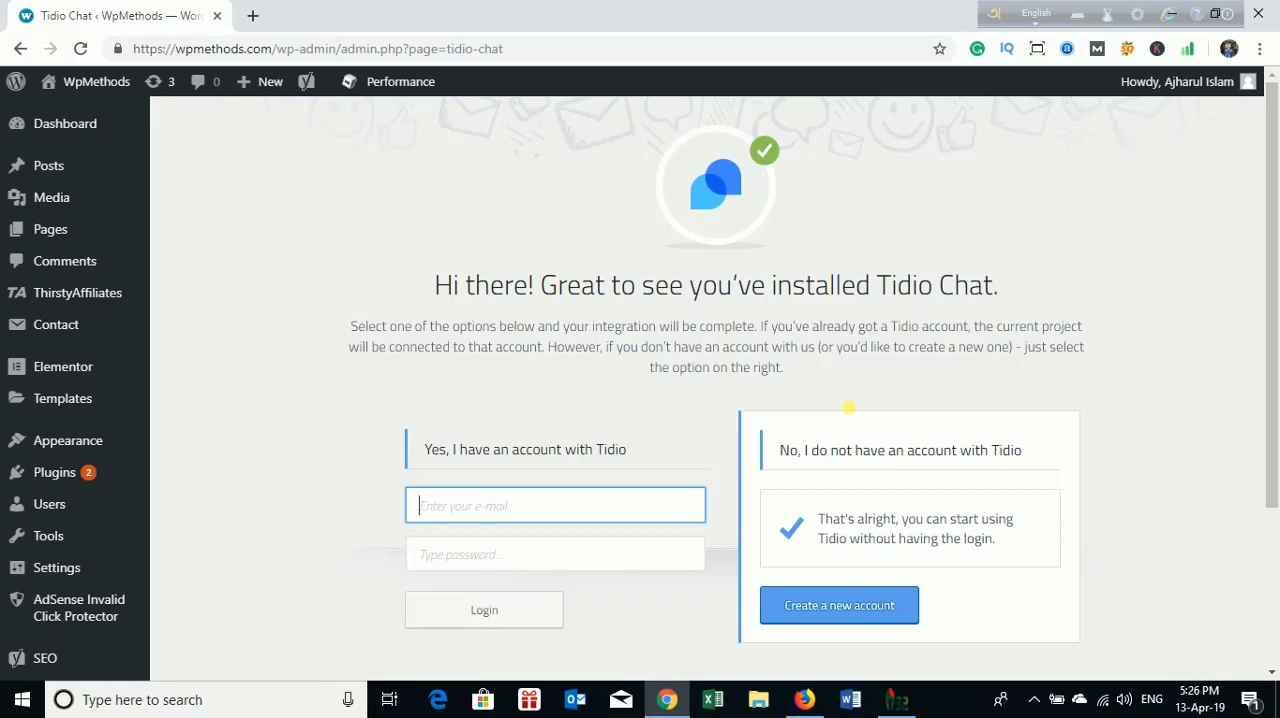 Tidio Chat ‹ WpMethods — Wor
English
https://wpmethods.com/wp-admin/admin.php?page=tidio-chat
WpMethods 3 0 New Performance Howdy, Ajharul Islam
Dashboard
Posts
Media
Pages
Comments
ThirstyAffiliates
Contact
Elementor
Templates
Appearance
Plugins 2
Users
Tools
Settings
AdSense Invalid
Click Protector
SEO
Hi there! Great to see you’ve installed Tidio Chat.
Select one of the options below and your integration will be complete. If you’ve already got a Tidio account, the current project
will be connected to that account. However, if you don’t have an account with us (or you’d like to create a new one) - just select
the option on the right.
Yes, I have an account with Tidio
Enter your e-mail...
Type password...
Login
No, I do not have an account with Tidio
That's alright, you can start using
Tidio without having the login.
Create a new account
Type here to search
ENG
5:26 PM
13-Apr-19
1